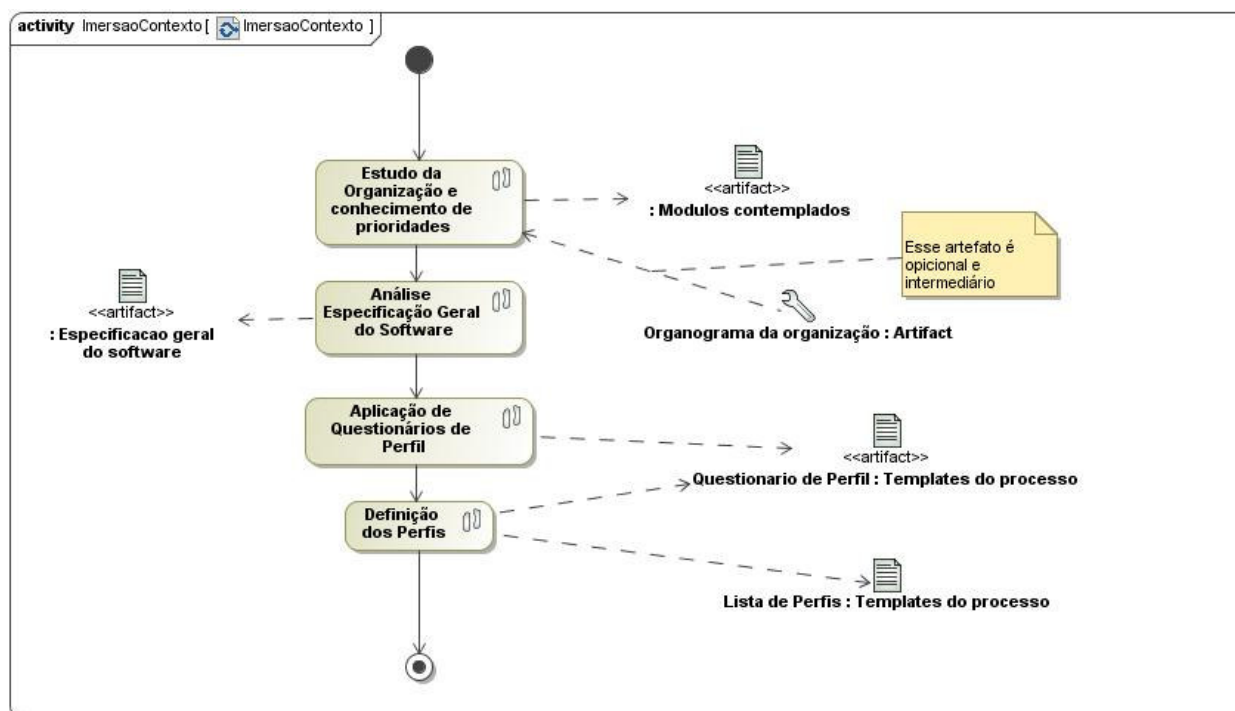 activity ImersaoContexto [ ImersaoContexto ]
Estudo da
Organização e
conhecimento de
prioridades
<<artifact>>
: Modulos contemplados
Esse artefato é
opicional e
intermediário
Análise
Especificação Geral
do Software
<<artifact>>
: Especificacao geral
do software
Organograma da organização : Artifact
Aplicação de
Questionários de
Perfil
<<artifact>>
Questionario de Perfil : Templates do processo
Definição
dos Perfis
Lista de Perfis : Templates do processo